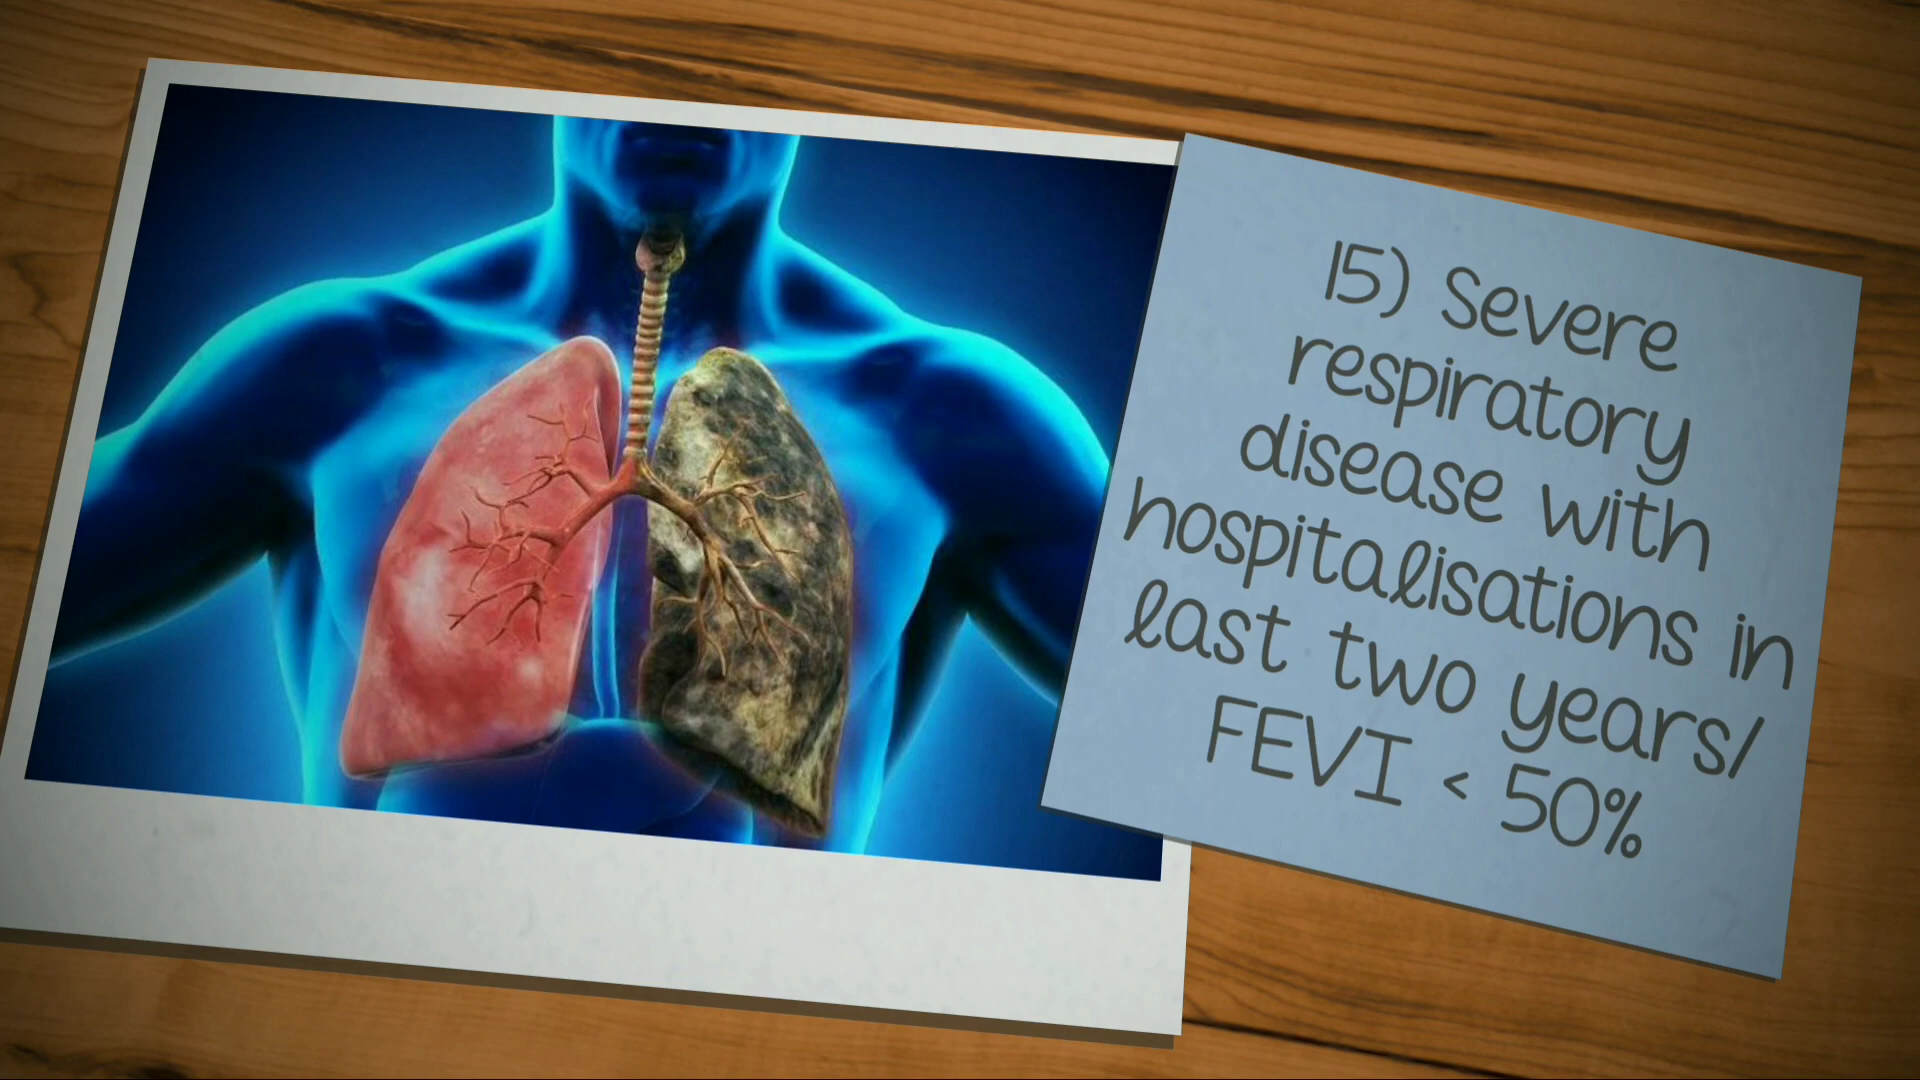 15) Severe
respiratory
disease with
hospitalisations in
last two years/
FEVI < 50%